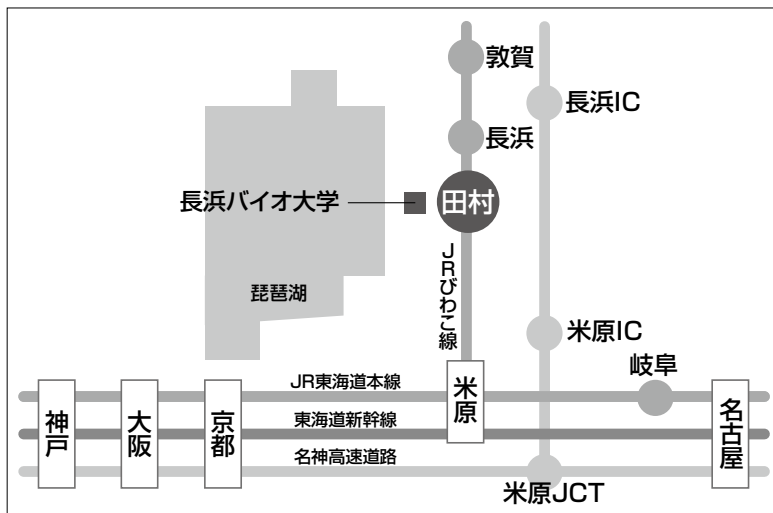 敦賀
長浜IC
長浜
長浜バイオ大学
田村
JRびわこ線
琵琶湖
米原IC
岐阜
JR東海道本線
米原
神戸
大阪
京都
東海道新幹線
名古屋
名神高速道路
米原JCT